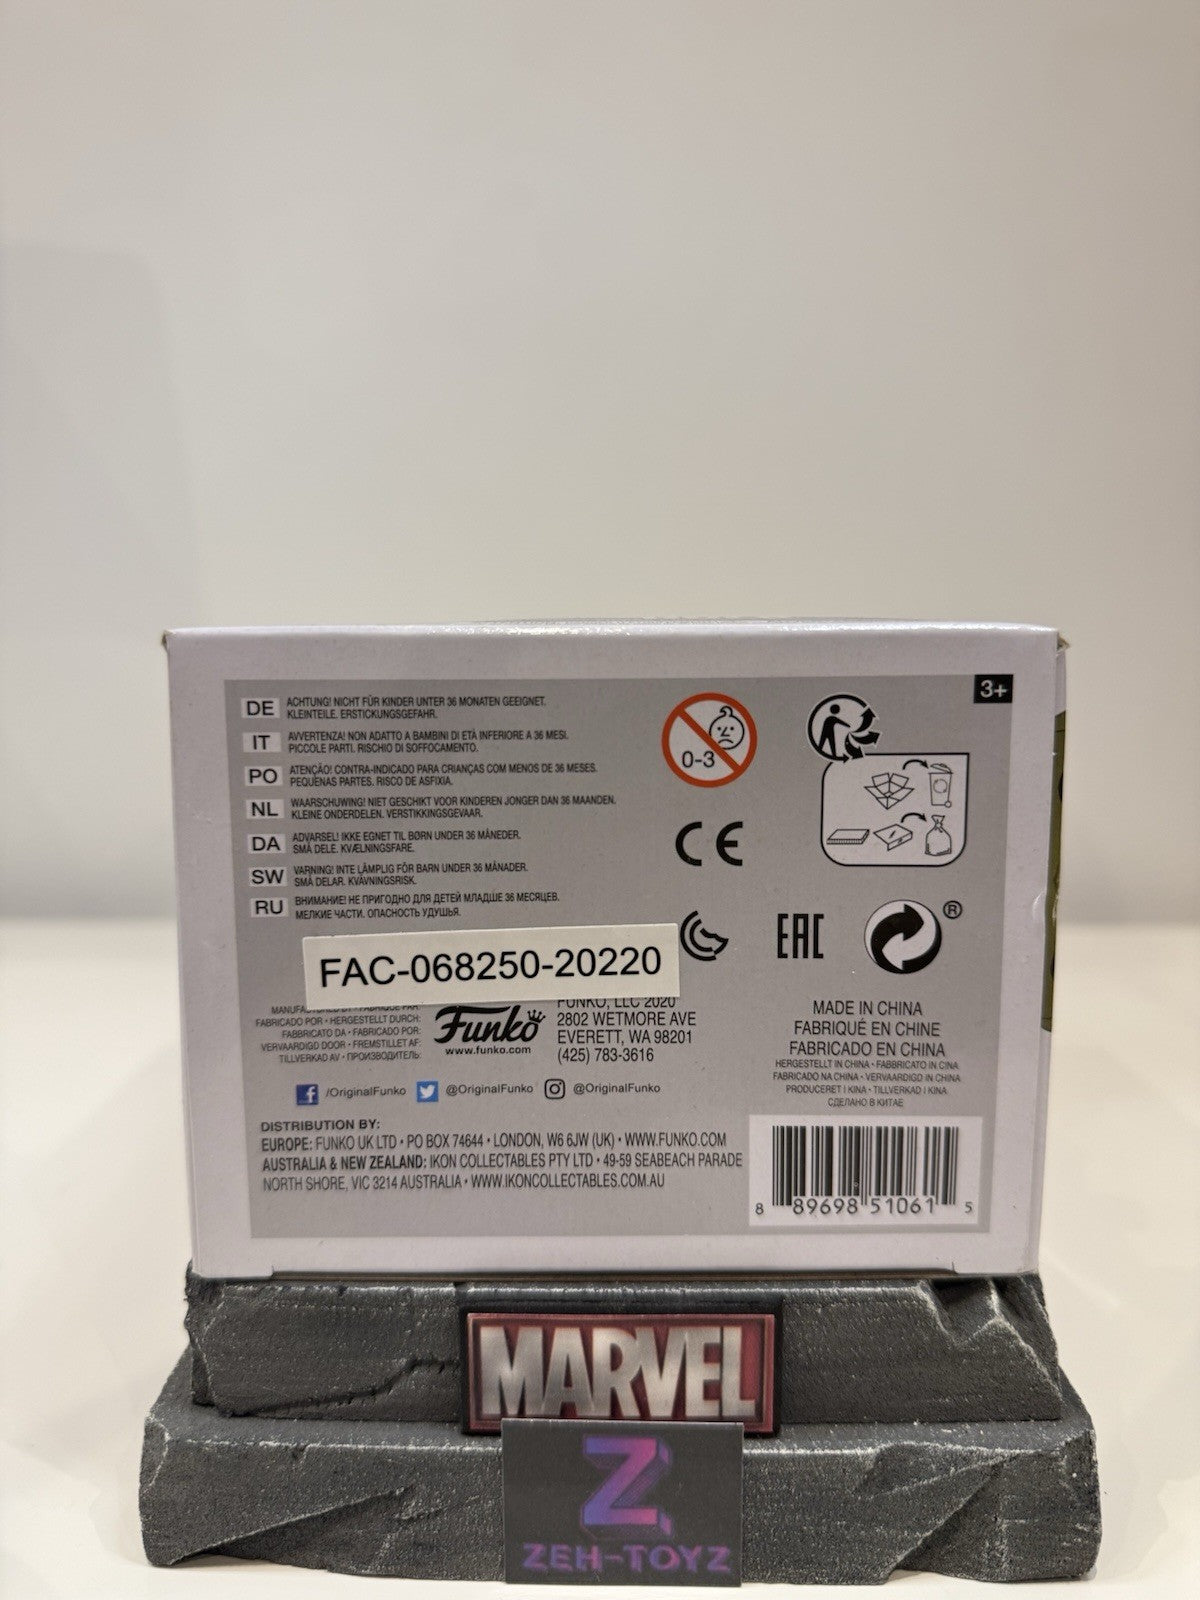 3+
DE ACHTUNG! NICHT FÜR KINDER UNTER 36 MONATEN GEEIGNET.
KLEINTEILE. ERSTICKUNGSGEFAHR.
IT AVVERTENZA! NON ADATTO A BAMBINI DI ETÀ INFERIORE A 36 MESI.
PICCOLE PARTI. RISCHIO DI SOFFOCAMENTO.
PO ATENÇÃO! CONTRA-INDICADO PARA CRIANÇAS COM MENOS DE 36 MESES.
PEQUENAS PARTES. RISCO DE ASFIXIA.
NL WAARSCHUWING! NIET GESCHIKT VOOR KINDEREN JONGER DAN 36 MAANDEN.
KLEINE ONDERDELEN. VERSTIKKINGSGEVAAR.
DA ADVARSEL! IKKE EGNET TIL BØRN UNDER 36 MÅNEDER.
SMÅ DELE. KVÆLNINGSFARE.
SW VARNING! INTE LÄMPLIG FÖR BARN UNDER 36 MÅNADER.
SMÅ DELAR. KVÄVNINGSRISK.
RU ВНИМАНИЕ! НЕ ПРИГОДНО ДЛЯ ДЕТЕЙ МЛАДШЕ 36 МЕСЯЦЕВ.
МЕЛКИЕ ЧАСТИ. ОПАСНОСТЬ УДУШЬЯ.
0-3
CE
EAC
®
FAC-068250-20220
MANUFACTURED BY • FABRIQUÉ PAR:
FABRICADO POR • HERGESTELLT DURCH:
FABBRICATO DA • FABRICADO POR:
VERVAARDIGD DOOR • FREMSTILLET AF:
TILLVERKAD AV • ПРОИЗВОДИТЕЛЬ:
Funko
www.funko.com
FUNKO, LLC 2020
2802 WETMORE AVE
EVERETT, WA 98201
(425) 783-3616
MADE IN CHINA
FABRIQUÉ EN CHINE
FABRICADO EN CHINA
HERGESTELLT IN CHINA • FABBRICATO IN CINA
FABRICADO NA CHINA • VERVAARDIGD IN CHINA
PRODUCERET I KINA • TILLVERKAD I KINA
СДЕЛАНО В КИТАЕ
f /OriginalFunko @OriginalFunko @OriginalFunko
DISTRIBUTION BY:
EUROPE: FUNKO UK LTD • PO BOX 74644 • LONDON, W6 6JW (UK) • WWW.FUNKO.COM
AUSTRALIA & NEW ZEALAND: IKON COLLECTABLES PTY LTD • 49-59 SEABEACH PARADE
NORTH SHORE, VIC 3214 AUSTRALIA • WWW.IKONCOLLECTABLES.COM.AU
8 89698 51061 5
MARVEL
Z
ZEH-TOYZ